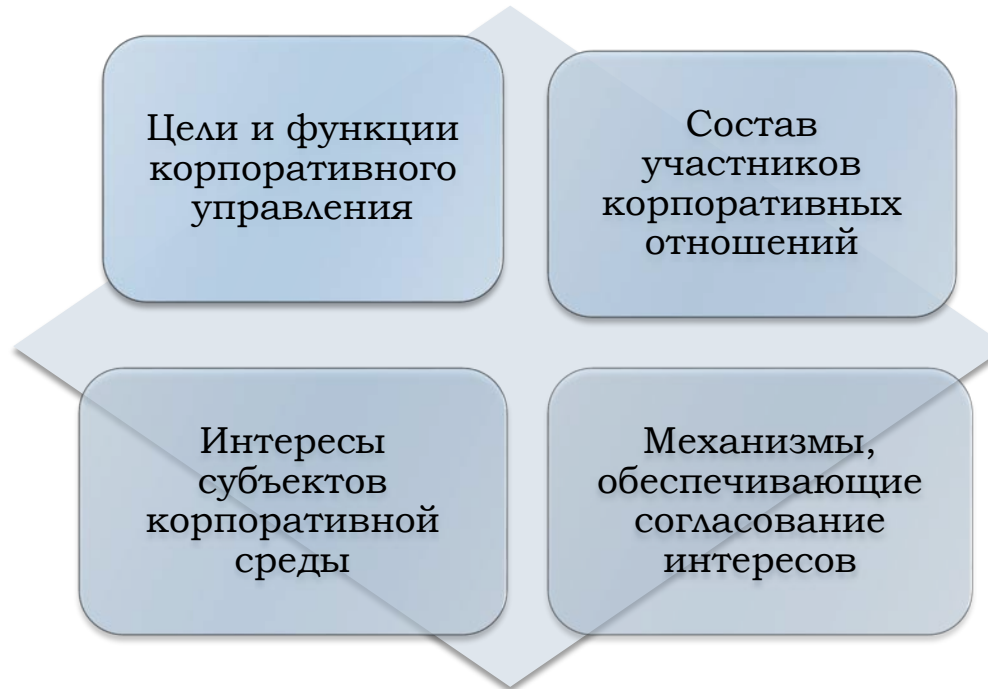 Цели и функции
корпоративного
управления
Состав
участников
корпоративных
отношений
Интересы
субъектов
корпоративной
среды
Механизмы,
обеспечивающие
согласование
интересов